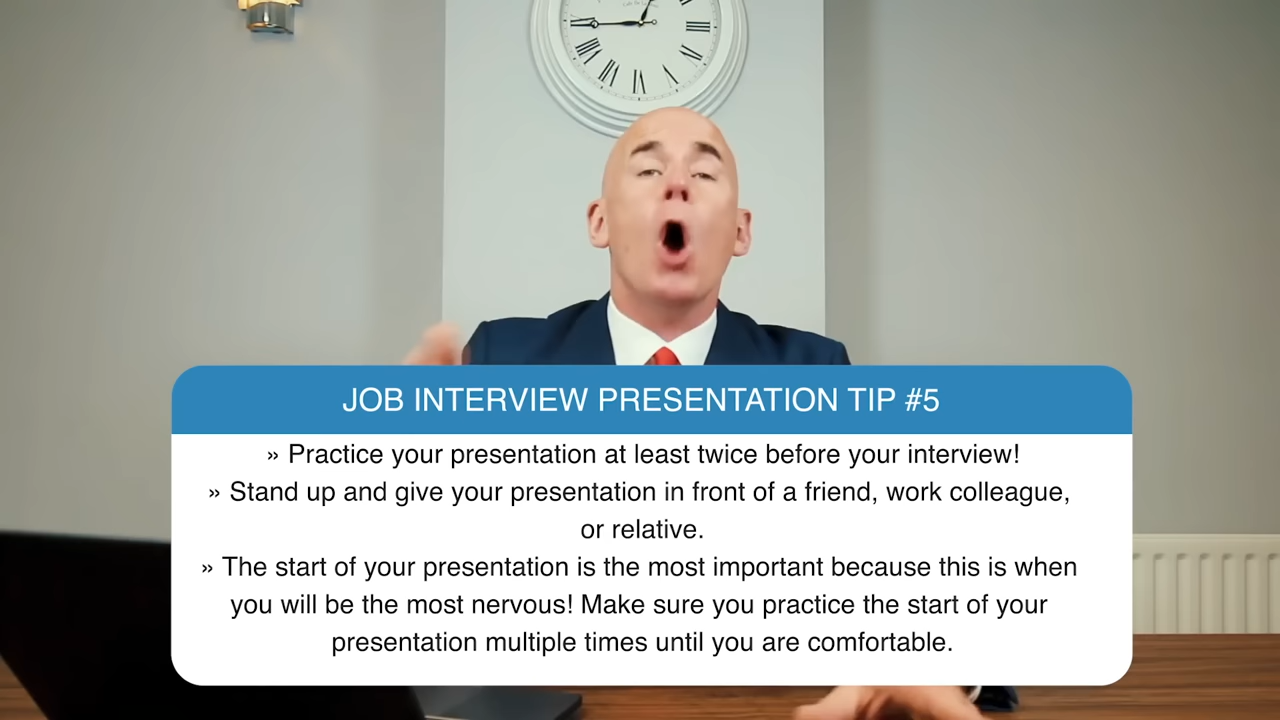 JOB INTERVIEW PRESENTATION TIP #5
» Practice your presentation at least twice before your interview!
» Stand up and give your presentation in front of a friend, work colleague,
or relative.
» The start of your presentation is the most important because this is when
you will be the most nervous! Make sure you practice the start of your
presentation multiple times until you are comfortable.